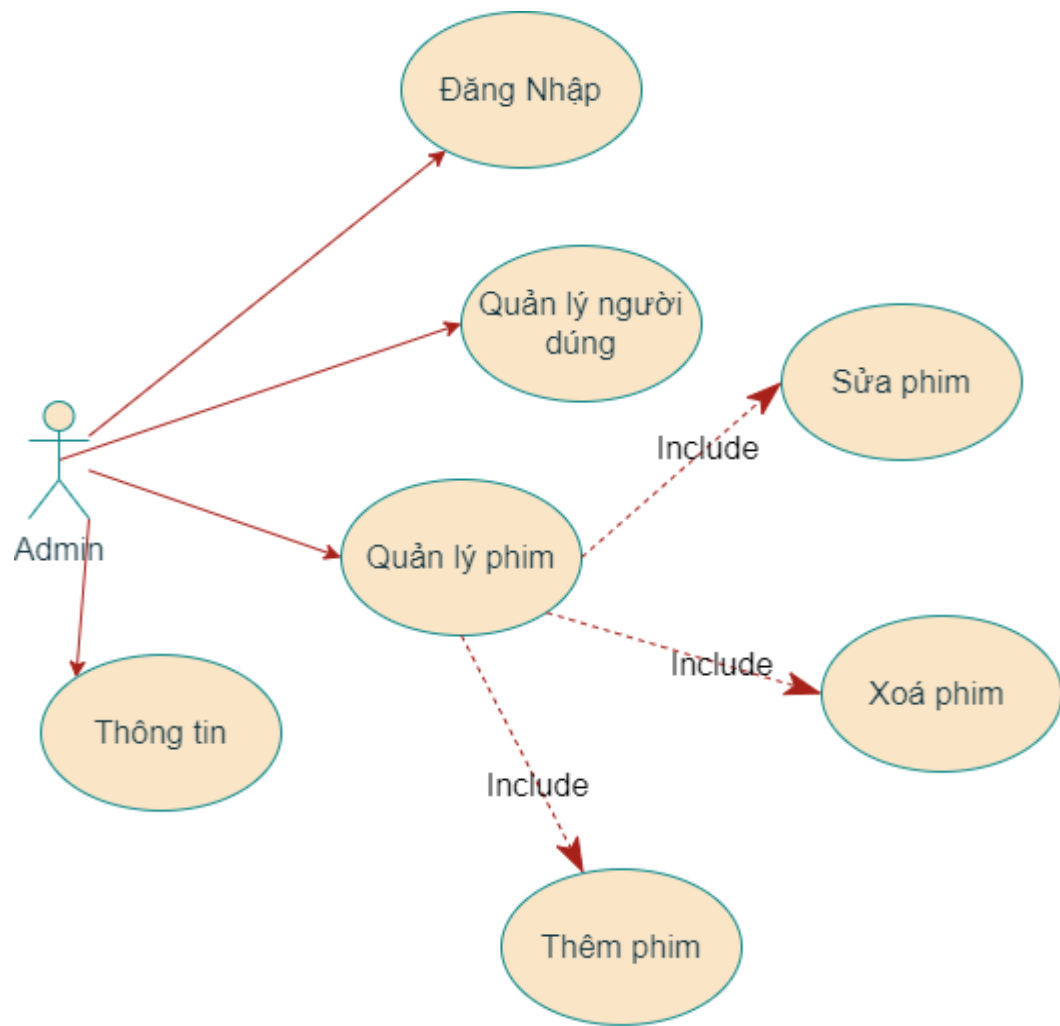 Đăng Nhập
Quản lý người
dúng
Sửa phim
Include
Admin
Quản lý phim
Include
Xoá phim
Thông tin
Include
Thêm phim